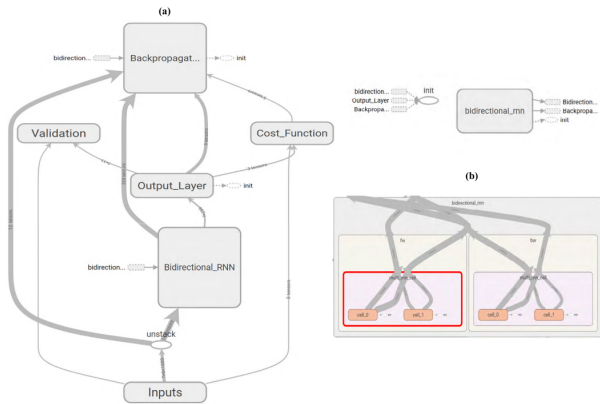 (a)
Backpropagat...
bidirection...
init
Validation
Cost_Function
Output_Layer
init
Bidirectional_RNN
bidirection...
unstack
Inputs
bidirection...
Output_Layer
Backpropa...
init
bidirectional_rnn
Bidirection...
Backpropa...
init
(b)
bidirectional_rnn
fw
bw
cell_0
cell_1
cell_0
cell_1